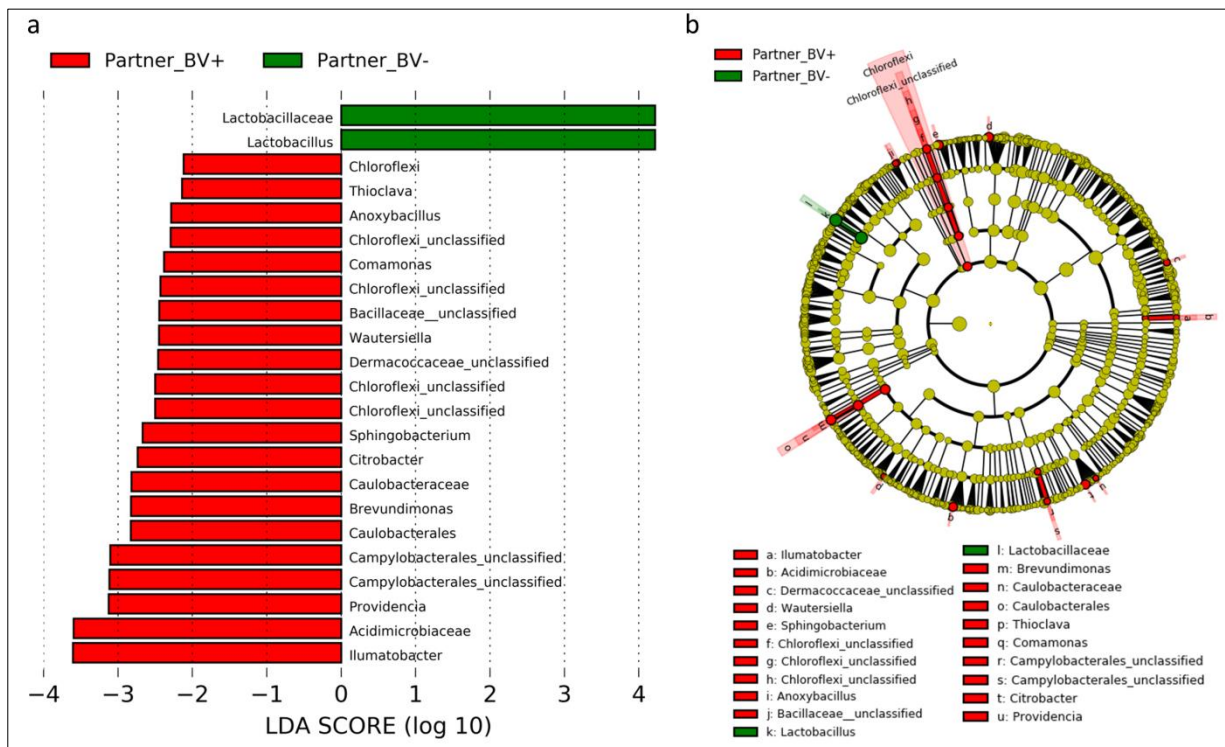 a
Partner_BV+
Partner_BV-
Lactobacillaceae
Lactobacillus
Chloroflexi
Thioclava
Anoxybacillus
Chloroflexi_unclassified
Comamonas
Chloroflexi_unclassified
Bacillaceae__unclassified
Wautersiella
Dermacoccaceae_unclassified
Chloroflexi_unclassified
Chloroflexi_unclassified
Sphingobacterium
Citrobacter
Caulobacteraceae
Brevundimonas
Caulobacterales
Campylobacterales_unclassified
Campylobacterales_unclassified
Providencia
Acidimicrobiaceae
Ilumatobacter
−4 −3 −2 −1 0 1 2 3 4
LDA SCORE (log 10)
b
Partner_BV+
Partner_BV-
Chloroflexi
Chloroflexi_unclassified
h
g
f
e
d
c
a b
r
s
t
o n m
a: Ilumatobacter
b: Acidimicrobiaceae
c: Dermacoccaceae_unclassified
d: Wautersiella
e: Sphingobacterium
f: Chloroflexi_unclassified
g: Chloroflexi_unclassified
h: Chloroflexi_unclassified
i: Anoxybacillus
j: Bacillaceae__unclassified
k: Lactobacillus
l: Lactobacillaceae
m: Brevundimonas
n: Caulobacteraceae
o: Caulobacterales
p: Thioclava
q: Comamonas
r: Campylobacterales_unclassified
s: Campylobacterales_unclassified
t: Citrobacter
u: Providencia